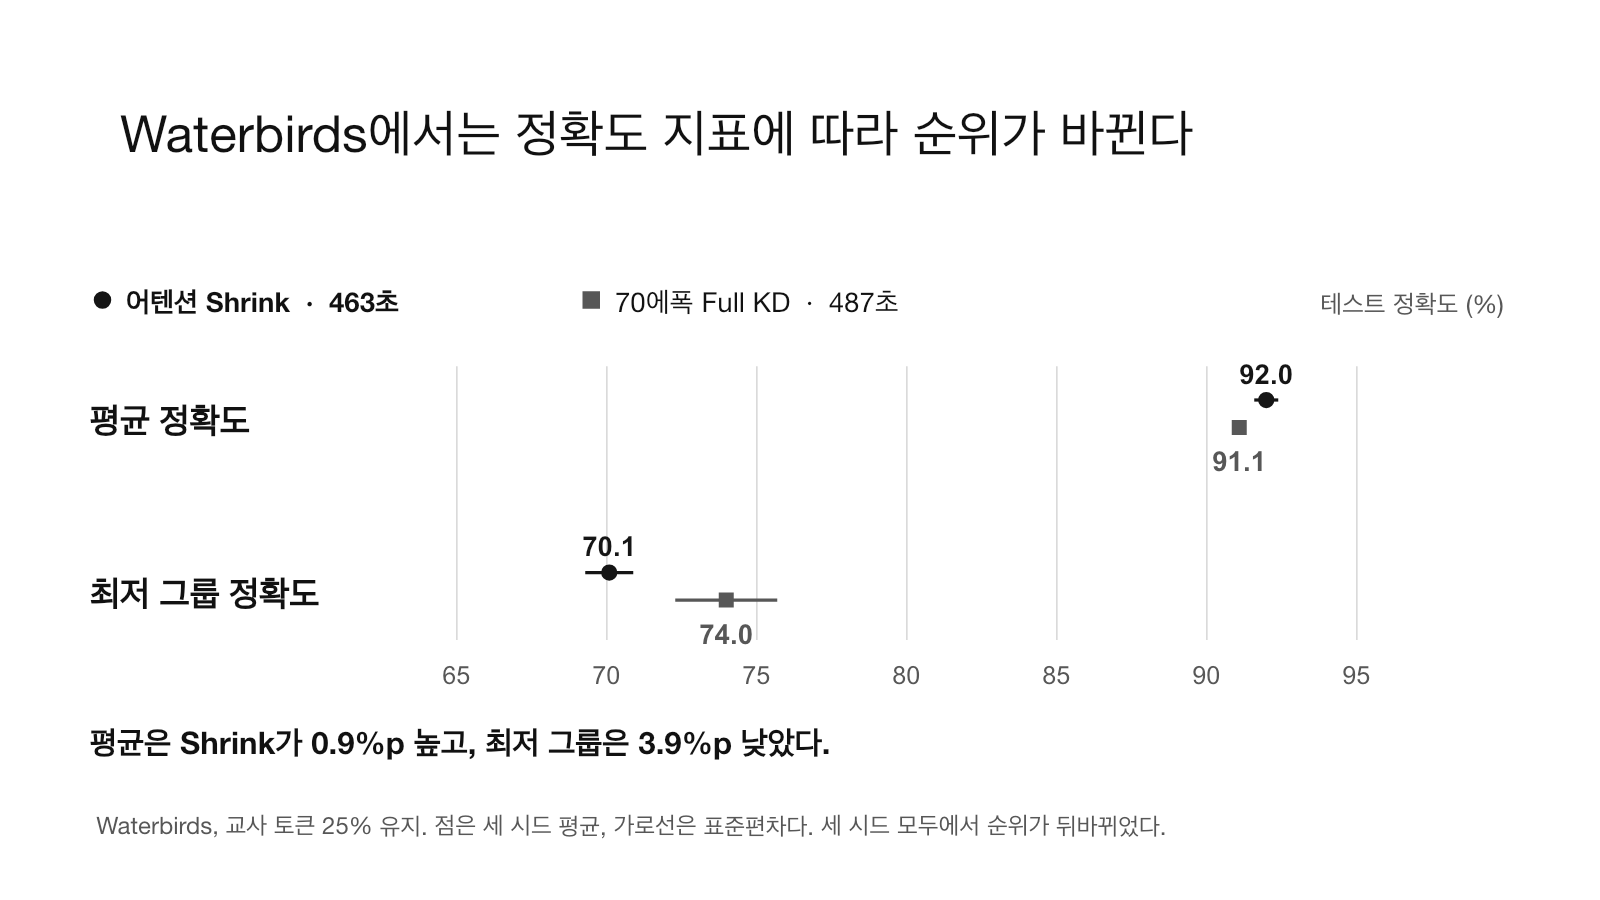 Waterbirds에서는 정확도 지표에 따라 순위가 바뀐다
어텐션 Shrink · 463초
70에폭 Full KD · 487초
테스트 정확도 (%)
92.0
평균 정확도
91.1
70.1
최저 그룹 정확도
74.0
65 70 75 80 85 90 95
평균은 Shrink가 0.9%p 높고, 최저 그룹은 3.9%p 낮았다.
Waterbirds, 교사 토큰 25% 유지. 점은 세 시드 평균, 가로선은 표준편차다. 세 시드 모두에서 순위가 뒤바뀌었다.